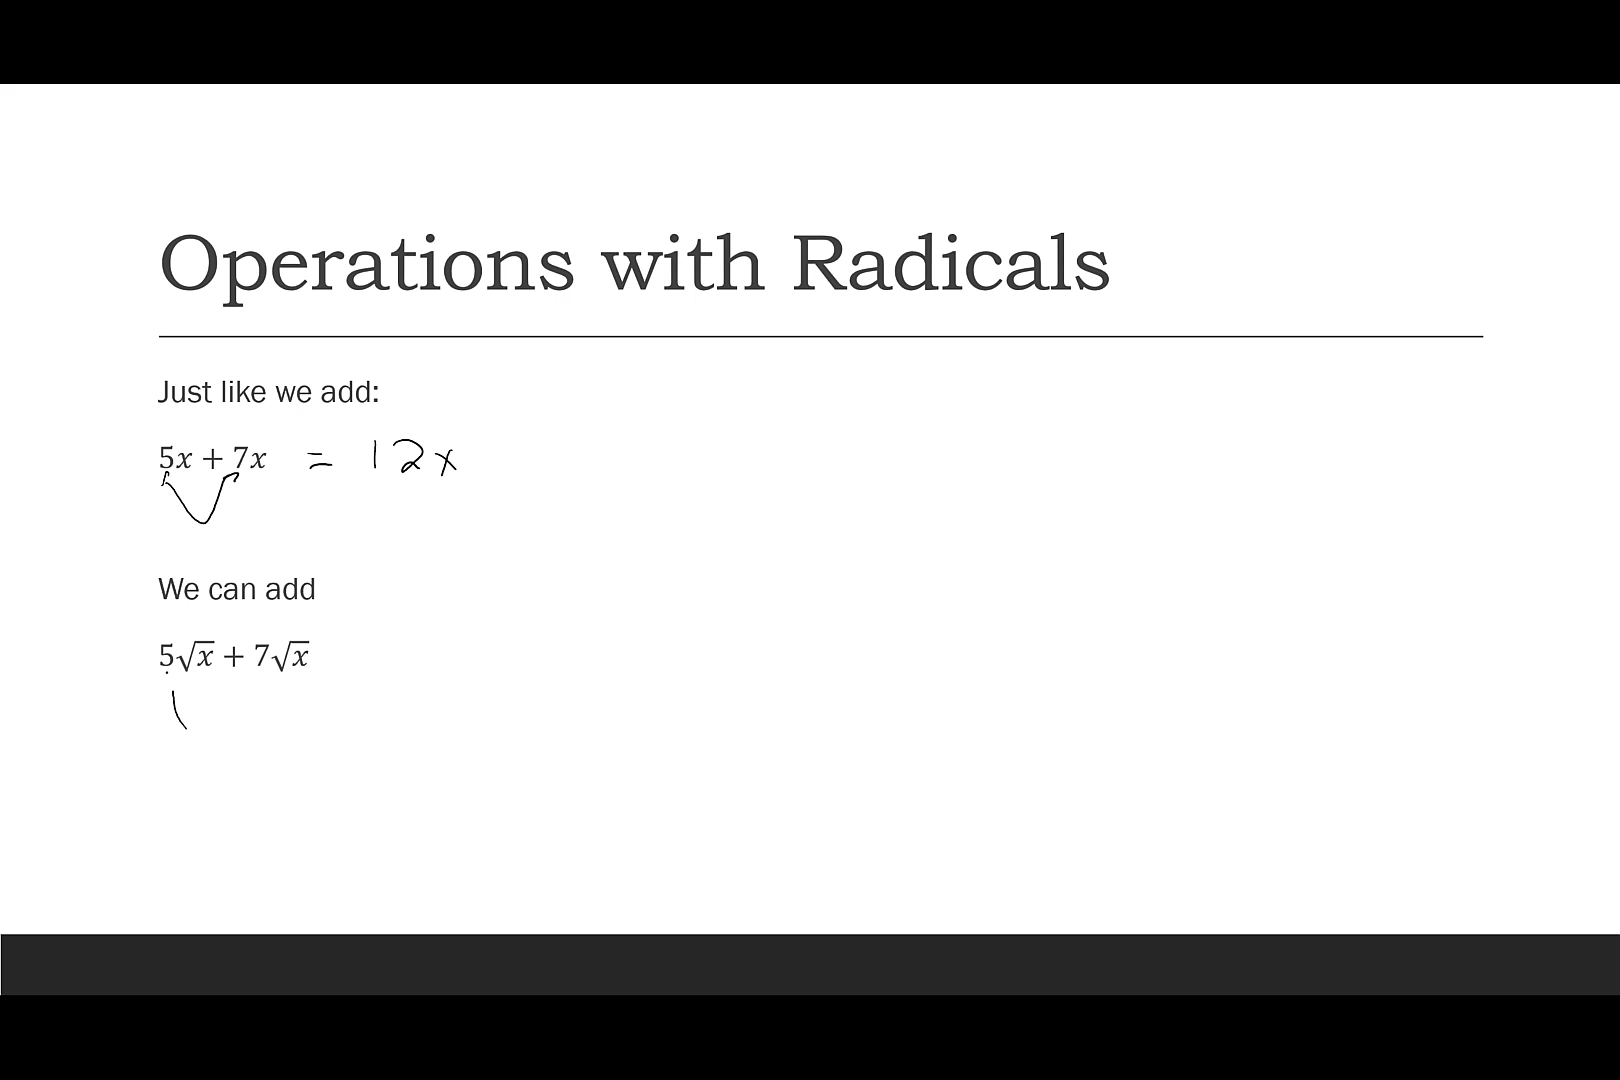 Operations with Radicals
Just like we add:
5x + 7x = 12x
We can add
5√x + 7√x